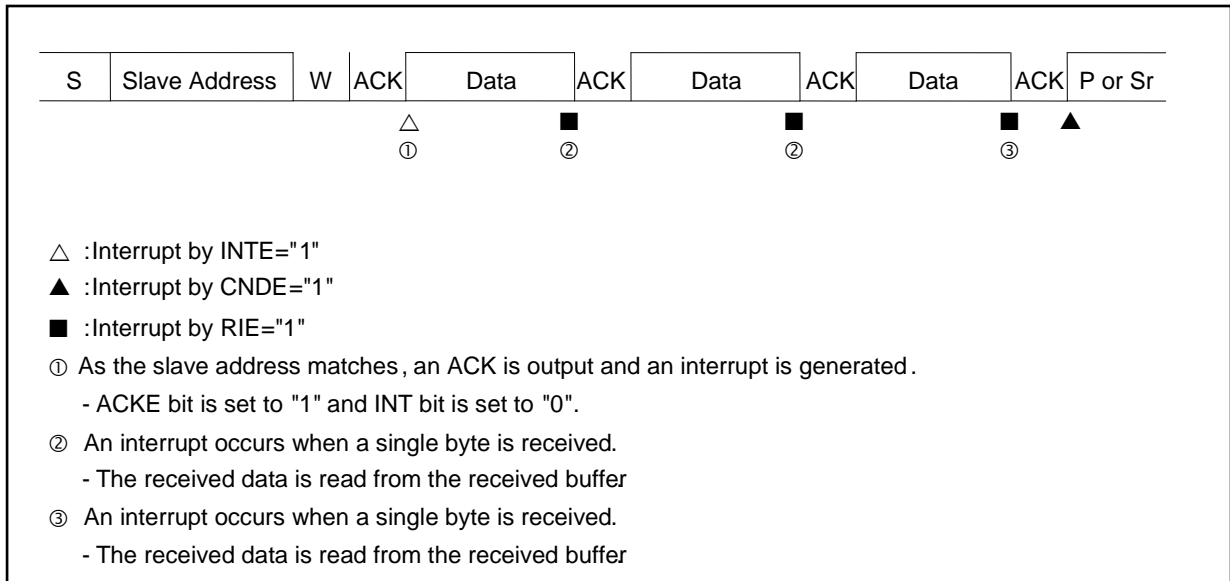 S Slave Address W ACK Data ACK Data ACK Data ACK P or Sr
△ ■ ■ ■ ▲
① ② ② ③
△ :Interrupt by INTE="1"
▲ :Interrupt by CNDE="1"
■ :Interrupt by RIE="1"
① As the slave address matches, an ACK is output and an interrupt is generated.
- ACKE bit is set to "1" and INT bit is set to "0".
② An interrupt occurs when a single byte is received.
- The received data is read from the received buffer.
③ An interrupt occurs when a single byte is received.
- The received data is read from the received buffer.